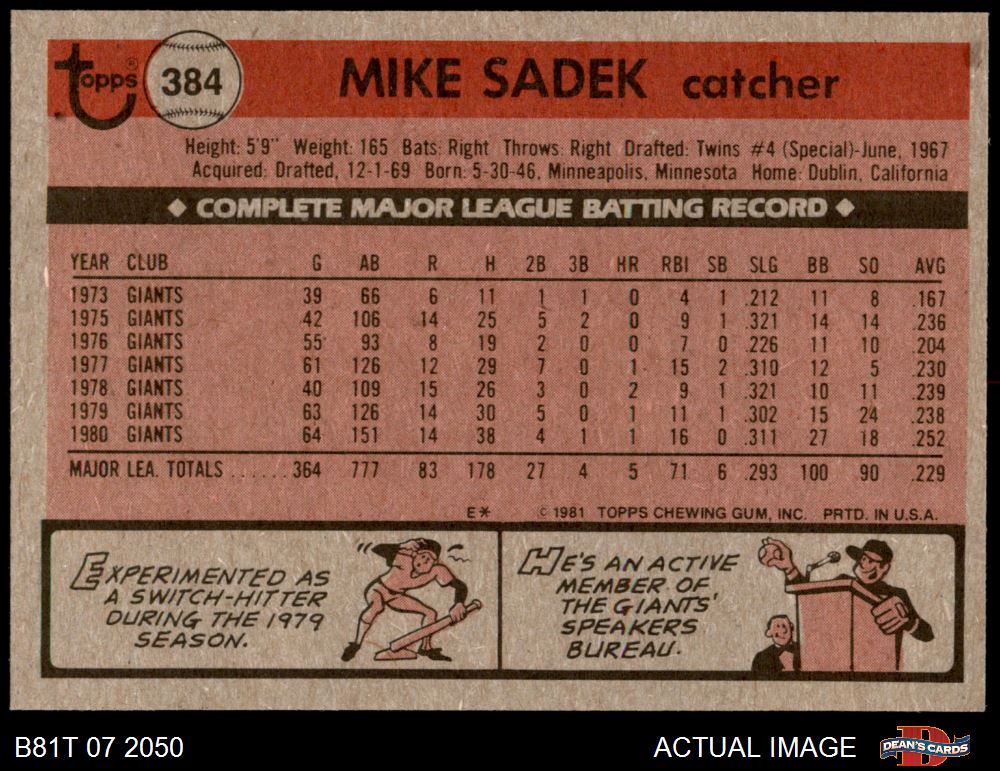 Topps® 384 MIKE SADEK catcher
Height: 5'9" Weight: 165 Bats: Right Throws: Right Drafted: Twins #4 (Special)-June, 1967
Acquired: Drafted, 12-1-69 Born: 5-30-46, Minneapolis, Minnesota Home: Dublin, California
◆ COMPLETE MAJOR LEAGUE BATTING RECORD ◆
YEAR CLUB G AB R H 2B 3B HR RBI SB SLG BB SO AVG
1973 GIANTS 39 66 6 11 1 1 0 4 1 .212 11 8 .167
1975 GIANTS 42 106 14 25 5 2 0 9 1 .321 14 14 .236
1976 GIANTS 55 93 8 19 2 0 0 7 0 .226 11 10 .204
1977 GIANTS 61 126 12 29 7 0 1 15 2 .310 12 5 .230
1978 GIANTS 40 109 15 26 3 0 2 9 1 .321 10 11 .239
1979 GIANTS 63 126 14 30 5 0 1 11 1 .302 15 24 .238
1980 GIANTS 64 151 14 38 4 1 1 16 0 .311 27 18 .252
MAJOR LEA. TOTALS ...... 364 777 83 178 27 4 5 71 6 .293 100 90 .229
E* © 1981 TOPPS CHEWING GUM, INC. PRTD. IN U.S.A.
EXPERIMENTED AS
A SWITCH-HITTER
DURING THE 1979
SEASON.
HE'S AN ACTIVE
MEMBER OF
THE GIANTS'
SPEAKERS
BUREAU.
B81T 07 2050 ACTUAL IMAGE DEAN'S CARDS